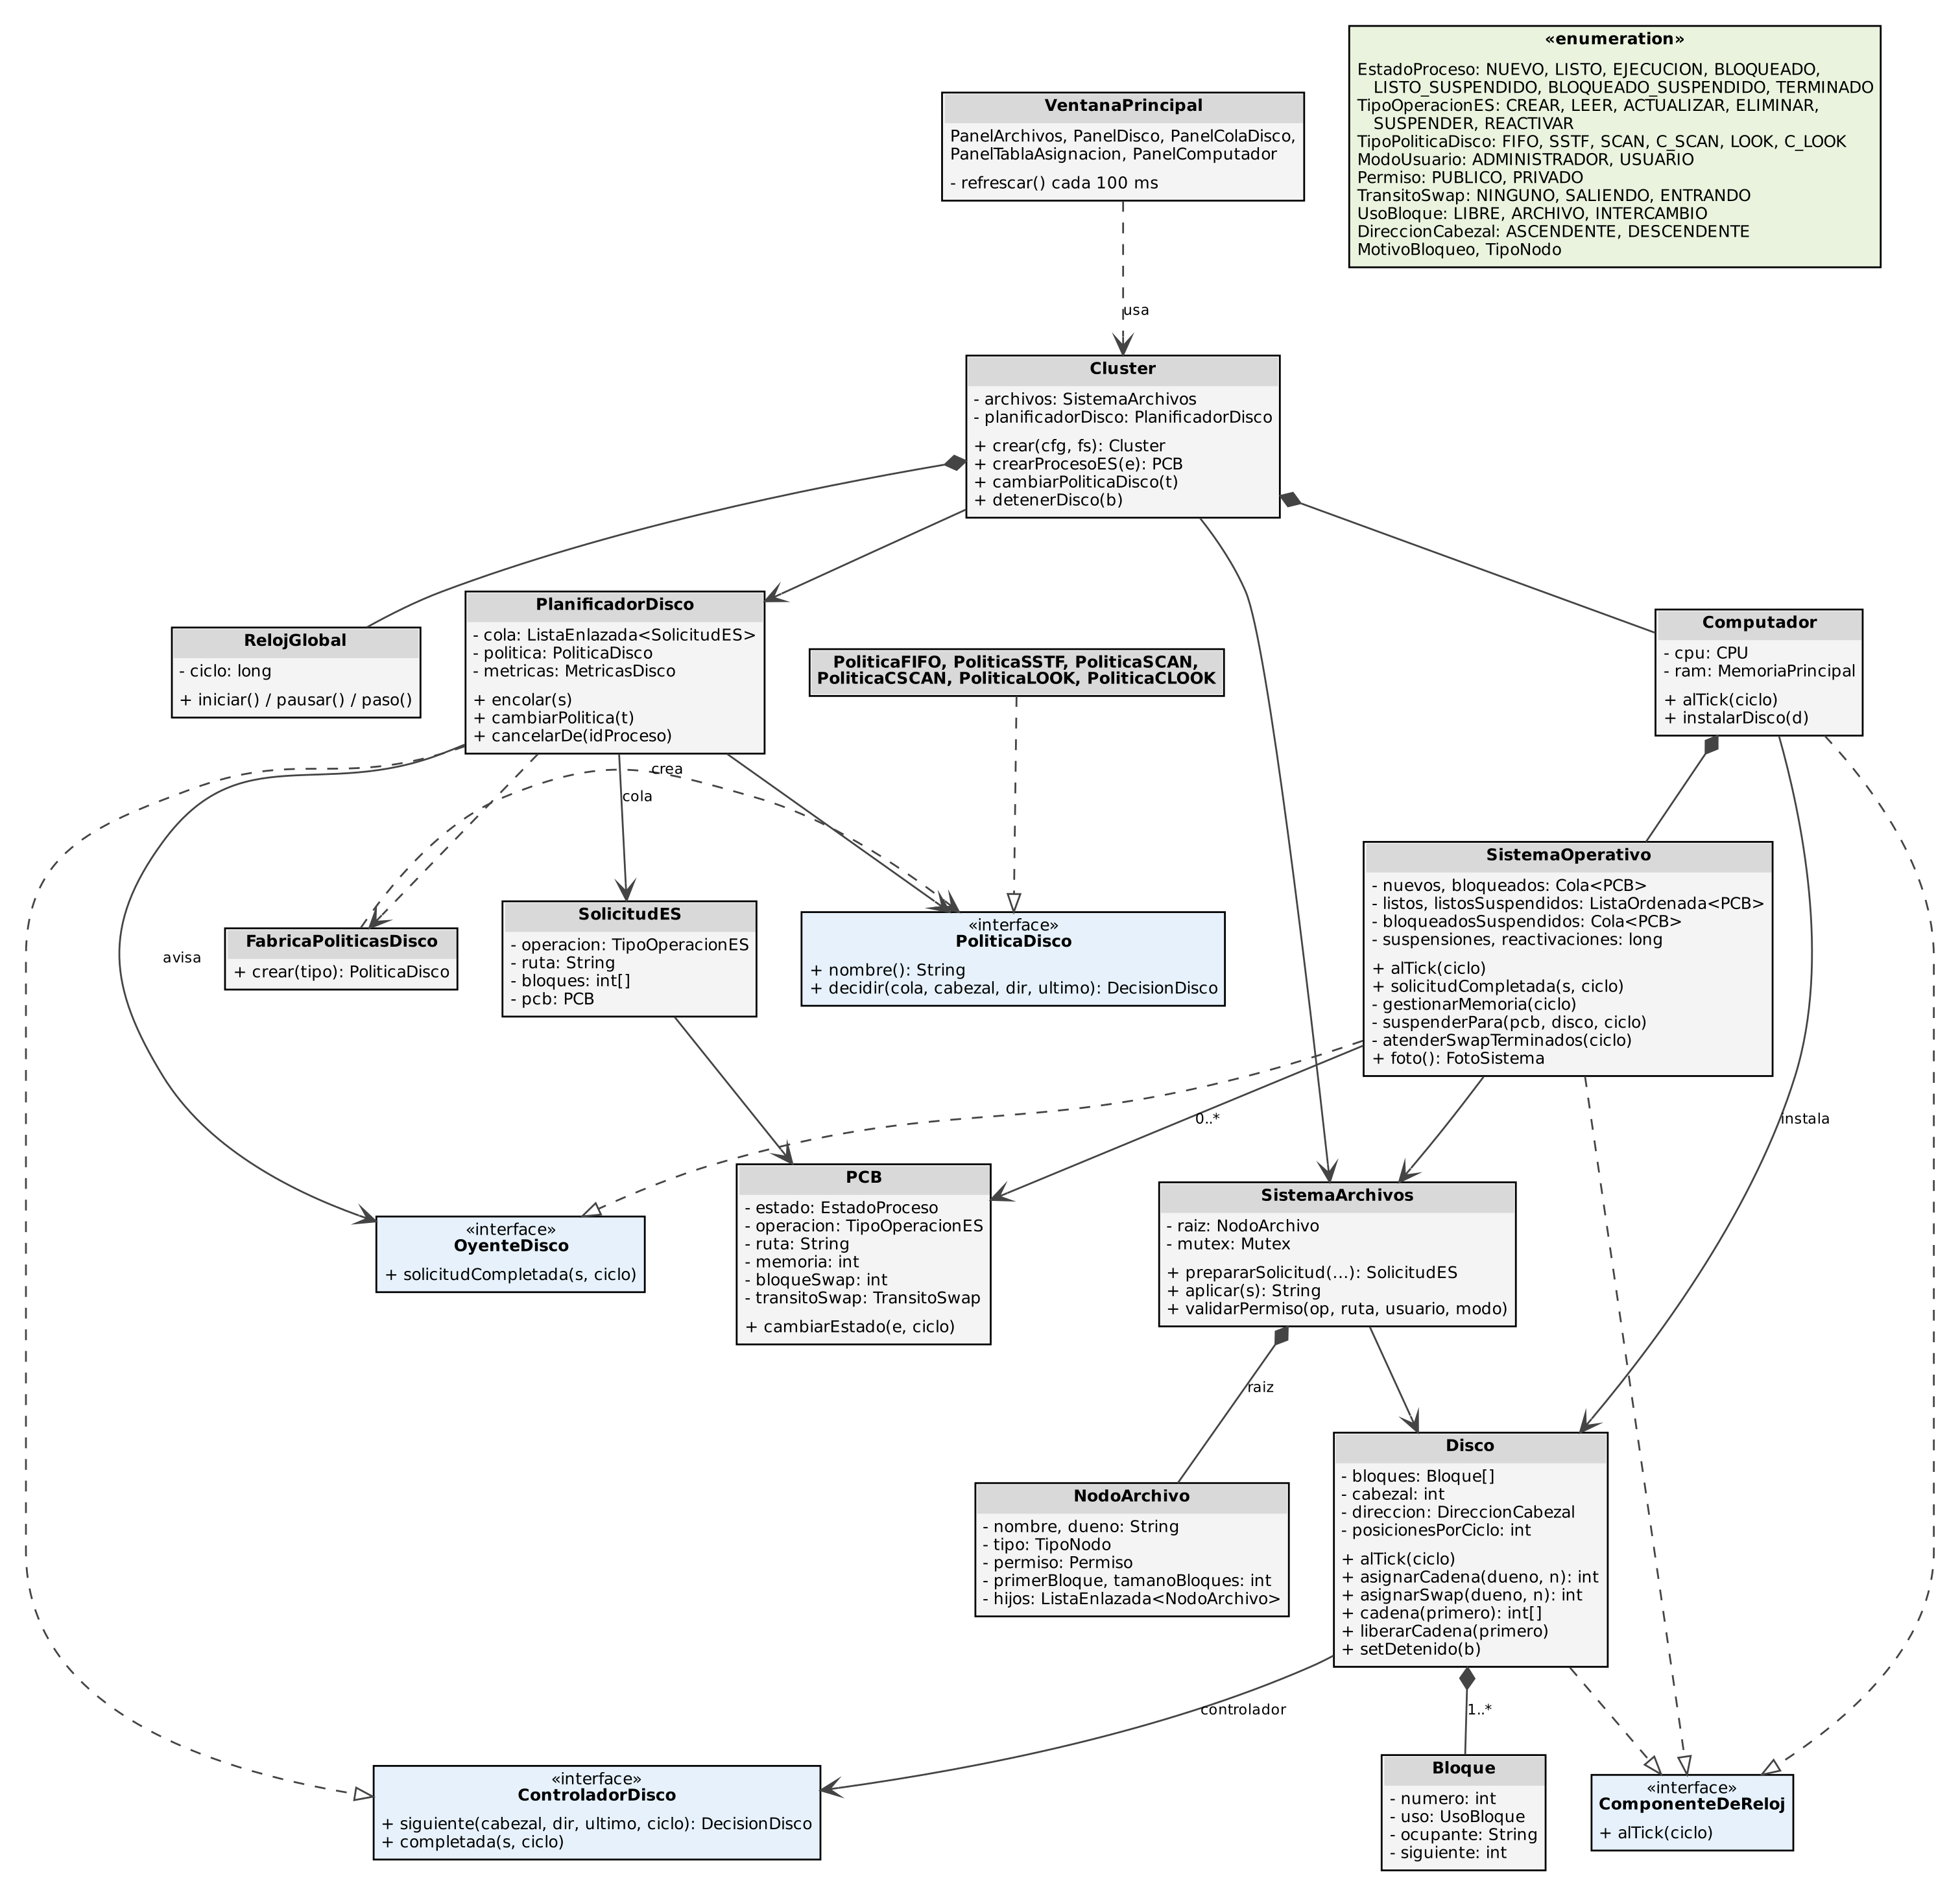 «enumeration»
EstadoProceso: NUEVO, LISTO, EJECUCION, BLOQUEADO,
LISTO_SUSPENDIDO, BLOQUEADO_SUSPENDIDO, TERMINADO
TipoOperacionES: CREAR, LEER, ACTUALIZAR, ELIMINAR,
SUSPENDER, REACTIVAR
TipoPoliticaDisco: FIFO, SSTF, SCAN, C_SCAN, LOOK, C_LOOK
ModoUsuario: ADMINISTRADOR, USUARIO
Permiso: PUBLICO, PRIVADO
TransitoSwap: NINGUNO, SALIENDO, ENTRANDO
UsoBloque: LIBRE, ARCHIVO, INTERCAMBIO
DireccionCabezal: ASCENDENTE, DESCENDENTE
MotivoBloqueo, TipoNodo
VentanaPrincipal
PanelArchivos, PanelDisco, PanelColaDisco,
PanelTablaAsignacion, PanelComputador
- refrescar() cada 100 ms
usa
Cluster
- archivos: SistemaArchivos
- planificadorDisco: PlanificadorDisco
+ crear(cfg, fs): Cluster
+ crearProcesoES(e): PCB
+ cambiarPoliticaDisco(t)
+ detenerDisco(b)
RelojGlobal
- ciclo: long
+ iniciar() / pausar() / paso()
PlanificadorDisco
- cola: ListaEnlazada<SolicitudES>
- politica: PoliticaDisco
- metricas: MetricasDisco
+ encolar(s)
+ cambiarPolitica(t)
+ cancelarDe(idProceso)
PoliticaFIFO, PoliticaSSTF, PoliticaSCAN,
PoliticaCSCAN, PoliticaLOOK, PoliticaCLOOK
Computador
- cpu: CPU
- ram: MemoriaPrincipal
+ alTick(ciclo)
+ instalarDisco(d)
crea
cola
avisa
FabricaPoliticasDisco
+ crear(tipo): PoliticaDisco
SolicitudES
- operacion: TipoOperacionES
- ruta: String
- bloques: int[]
- pcb: PCB
«interface»
PoliticaDisco
+ nombre(): String
+ decidir(cola, cabezal, dir, ultimo): DecisionDisco
SistemaOperativo
- nuevos, bloqueados: Cola<PCB>
- listos, listosSuspendidos: ListaOrdenada<PCB>
- bloqueadosSuspendidos: Cola<PCB>
- suspensiones, reactivaciones: long
+ alTick(ciclo)
+ solicitudCompletada(s, ciclo)
- gestionarMemoria(ciclo)
- suspenderPara(pcb, disco, ciclo)
- atenderSwapTerminados(ciclo)
+ foto(): FotoSistema
0..*
instala
«interface»
OyenteDisco
+ solicitudCompletada(s, ciclo)
PCB
- estado: EstadoProceso
- operacion: TipoOperacionES
- ruta: String
- memoria: int
- bloqueSwap: int
- transitoSwap: TransitoSwap
+ cambiarEstado(e, ciclo)
SistemaArchivos
- raiz: NodoArchivo
- mutex: Mutex
+ prepararSolicitud(...): SolicitudES
+ aplicar(s): String
+ validarPermiso(op, ruta, usuario, modo)
raiz
NodoArchivo
- nombre, dueno: String
- tipo: TipoNodo
- permiso: Permiso
- primerBloque, tamanoBloques: int
- hijos: ListaEnlazada<NodoArchivo>
Disco
- bloques: Bloque[]
- cabezal: int
- direccion: DireccionCabezal
- posicionesPorCiclo: int
+ alTick(ciclo)
+ asignarCadena(dueno, n): int
+ asignarSwap(dueno, n): int
+ cadena(primero): int[]
+ liberarCadena(primero)
+ setDetenido(b)
controlador
1..*
«interface»
ControladorDisco
+ siguiente(cabezal, dir, ultimo, ciclo): DecisionDisco
+ completada(s, ciclo)
Bloque
- numero: int
- uso: UsoBloque
- ocupante: String
- siguiente: int
«interface»
ComponenteDeReloj
+ alTick(ciclo)